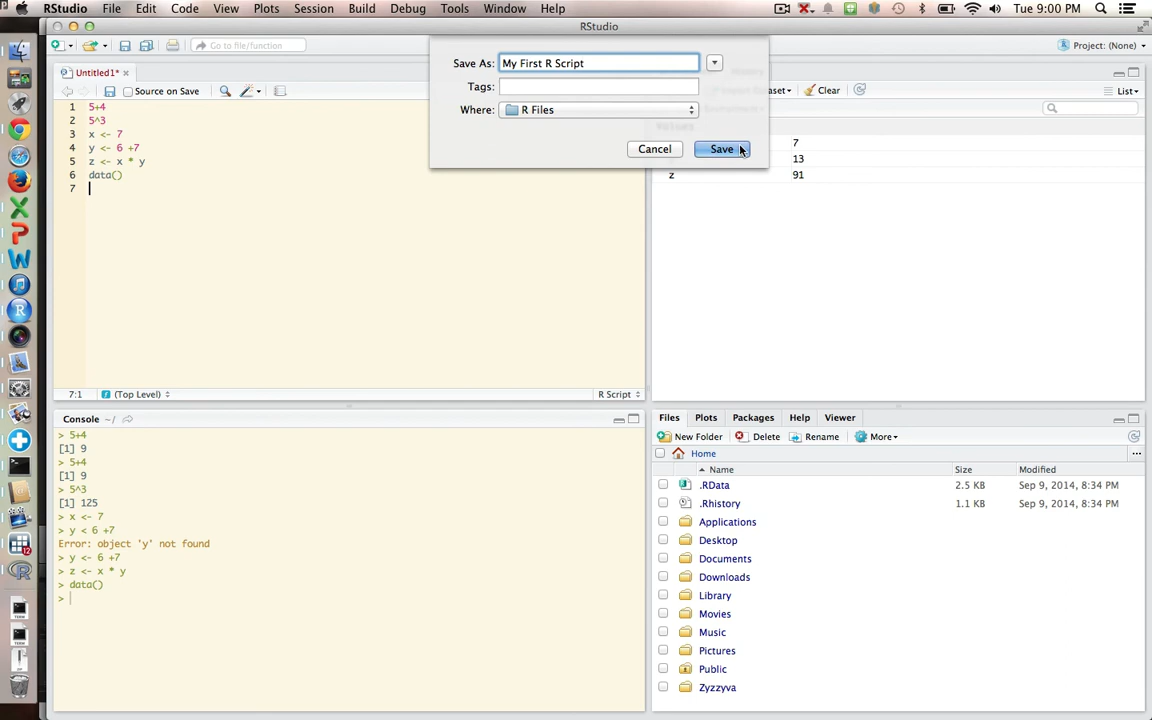 RStudio File Edit Code View Plots Session Build Debug Tools Window Help Tue 9:00 PM
RStudio
Go to file/function
Project: (None)
Save As: My First R Script
Tags:
Where: R Files
Cancel Save
Untitled1*
Source on Save
1 5+4
2 5^3
3 x <- 7
4 y <- 6 +7
5 z <- x * y
6 data()
7
7:1 (Top Level) R Script
Clear
List
7
13
z 91
Console ~/
> 5+4
[1] 9
> 5+4
[1] 9
> 5^3
[1] 125
> x <- 7
> y < 6 +7
Error: object 'y' not found
> y <- 6 +7
> z <- x * y
> data()
>
Files Plots Packages Help Viewer
New Folder Delete Rename More
Home
Name Size Modified
.RData 2.5 KB Sep 9, 2014, 8:34 PM
.Rhistory 1.1 KB Sep 9, 2014, 8:34 PM
Applications
Desktop
Documents
Downloads
Library
Movies
Music
Pictures
Public
Zyzzyva